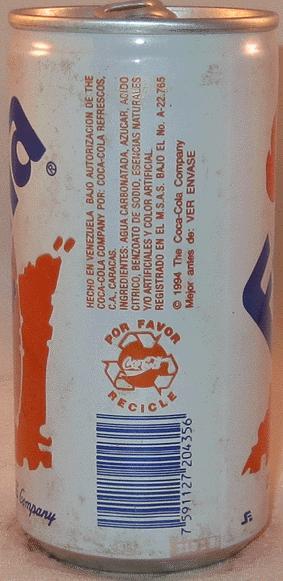 HECHO EN VENEZUELA BAJO AUTORIZACION DE THE
COCA-COLA COMPANY POR: COCA-COLA REFRESCOS,
C.A., CARACAS.
INGREDIENTES: AGUA CARBONATADA, AZUCAR, ACIDO
CITRICO, BENZOATO DE SODIO, ESENCIAS NATURALES
Y/O ARTIFICIALES Y COLOR ARTIFICIAL.
REGISTRADO EN EL M.S.A.S. BAJO EL No. A-22.765
© 1994 The Coca-Cola Company
Mejor antes de: VER ENVASE
POR FAVOR
Coca-Cola
RECICLE
7 591127 204356
Company